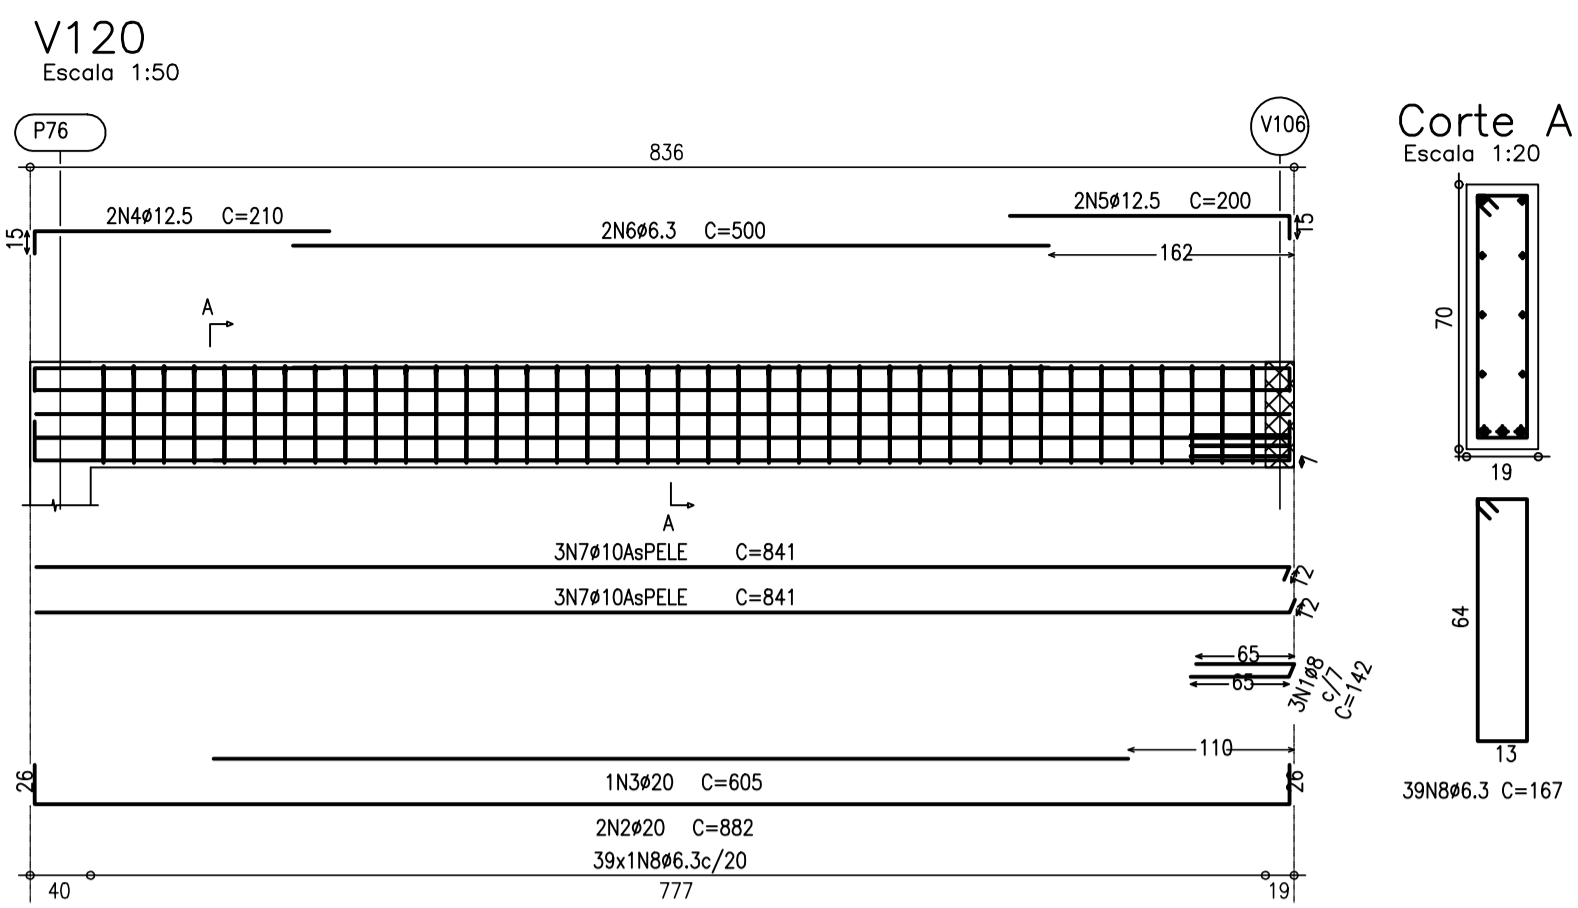 V120
Escala 1:50
P76
V106
836
Corte A
Escala 1:20
2N4ø12.5 C=210
2N5ø12.5 C=200
15
2N6ø6.3 C=500
15
162
A
70
7
19
A
3N7ø10AsPELE C=841
12
3N7ø10AsPELE C=841
12
64
65
65
3N1ø8
c/7
C=142
110
13
26
1N3ø20 C=605
26
39N8ø6.3 C=167
2N2ø20 C=882
39x1N8ø6.3c/20
40
777
19